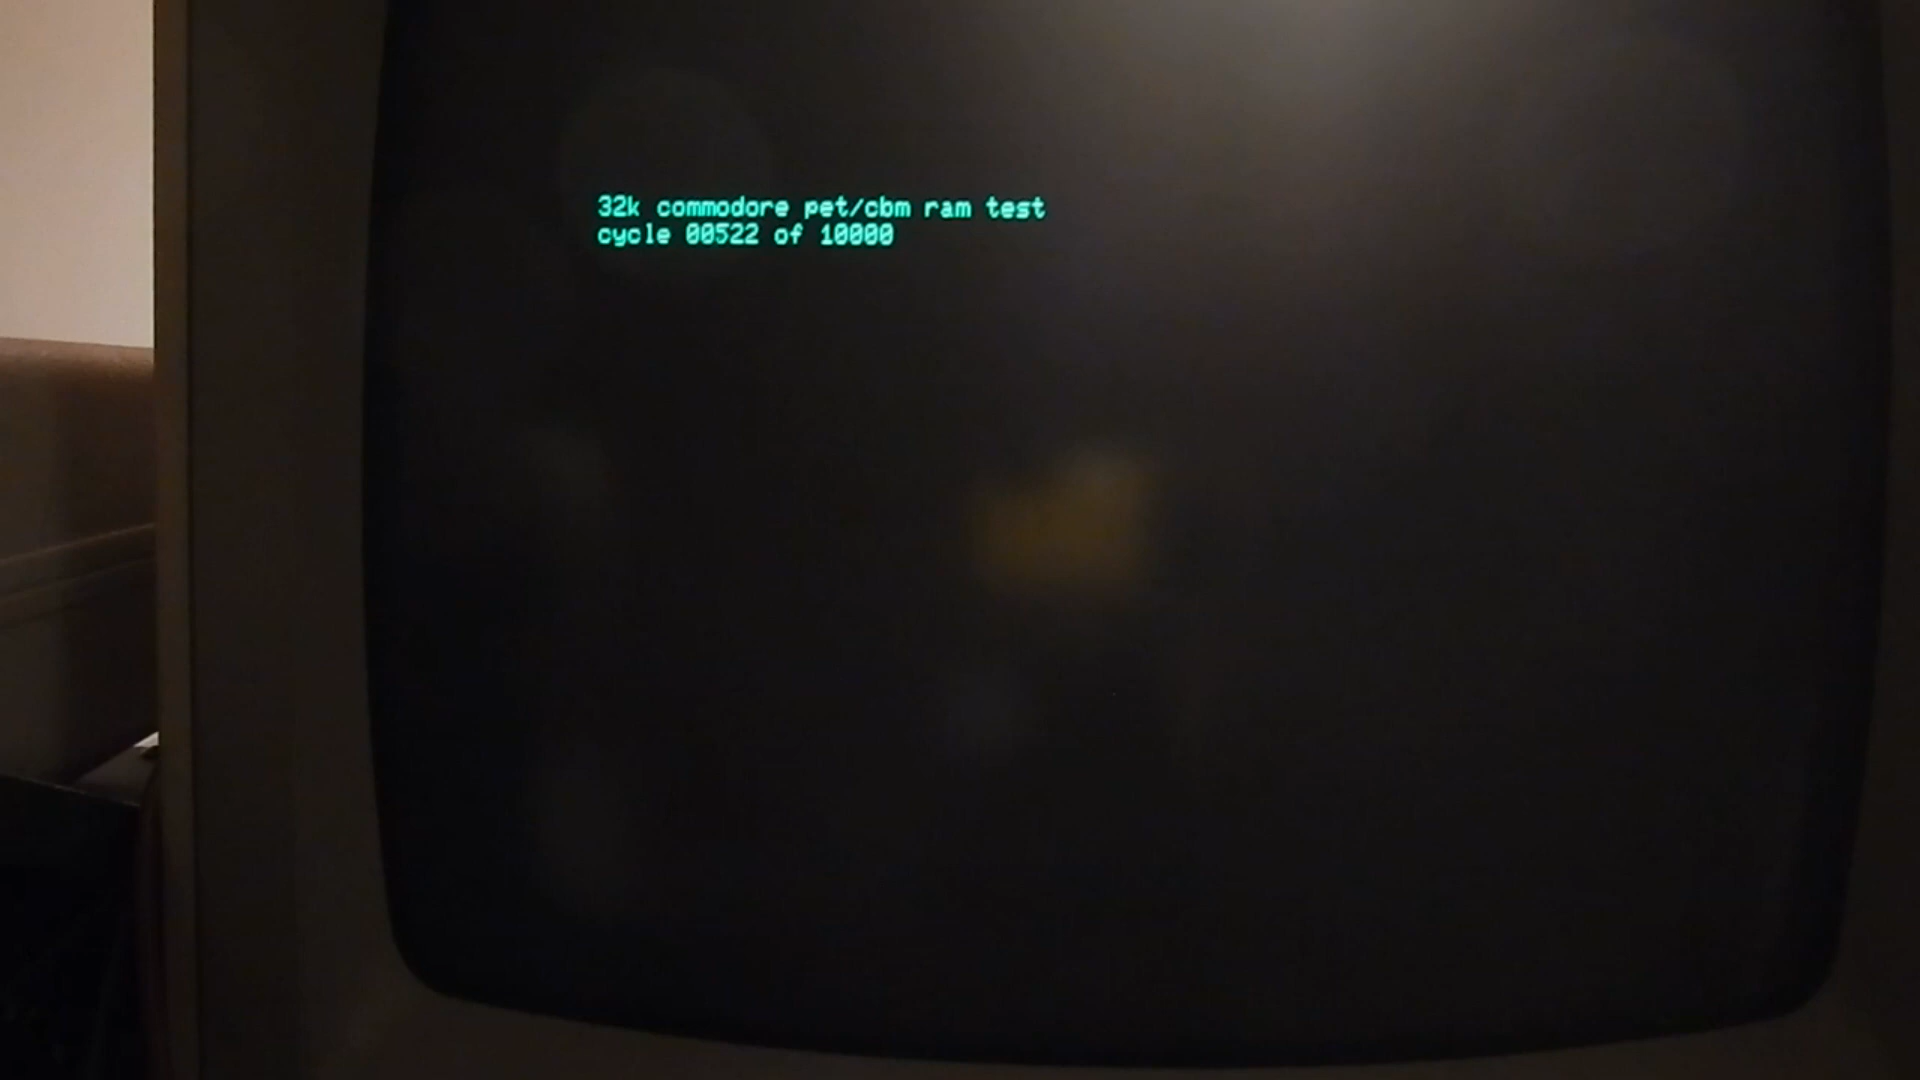 32k commodore pet/cbm ram test
cycle 00522 of 10000